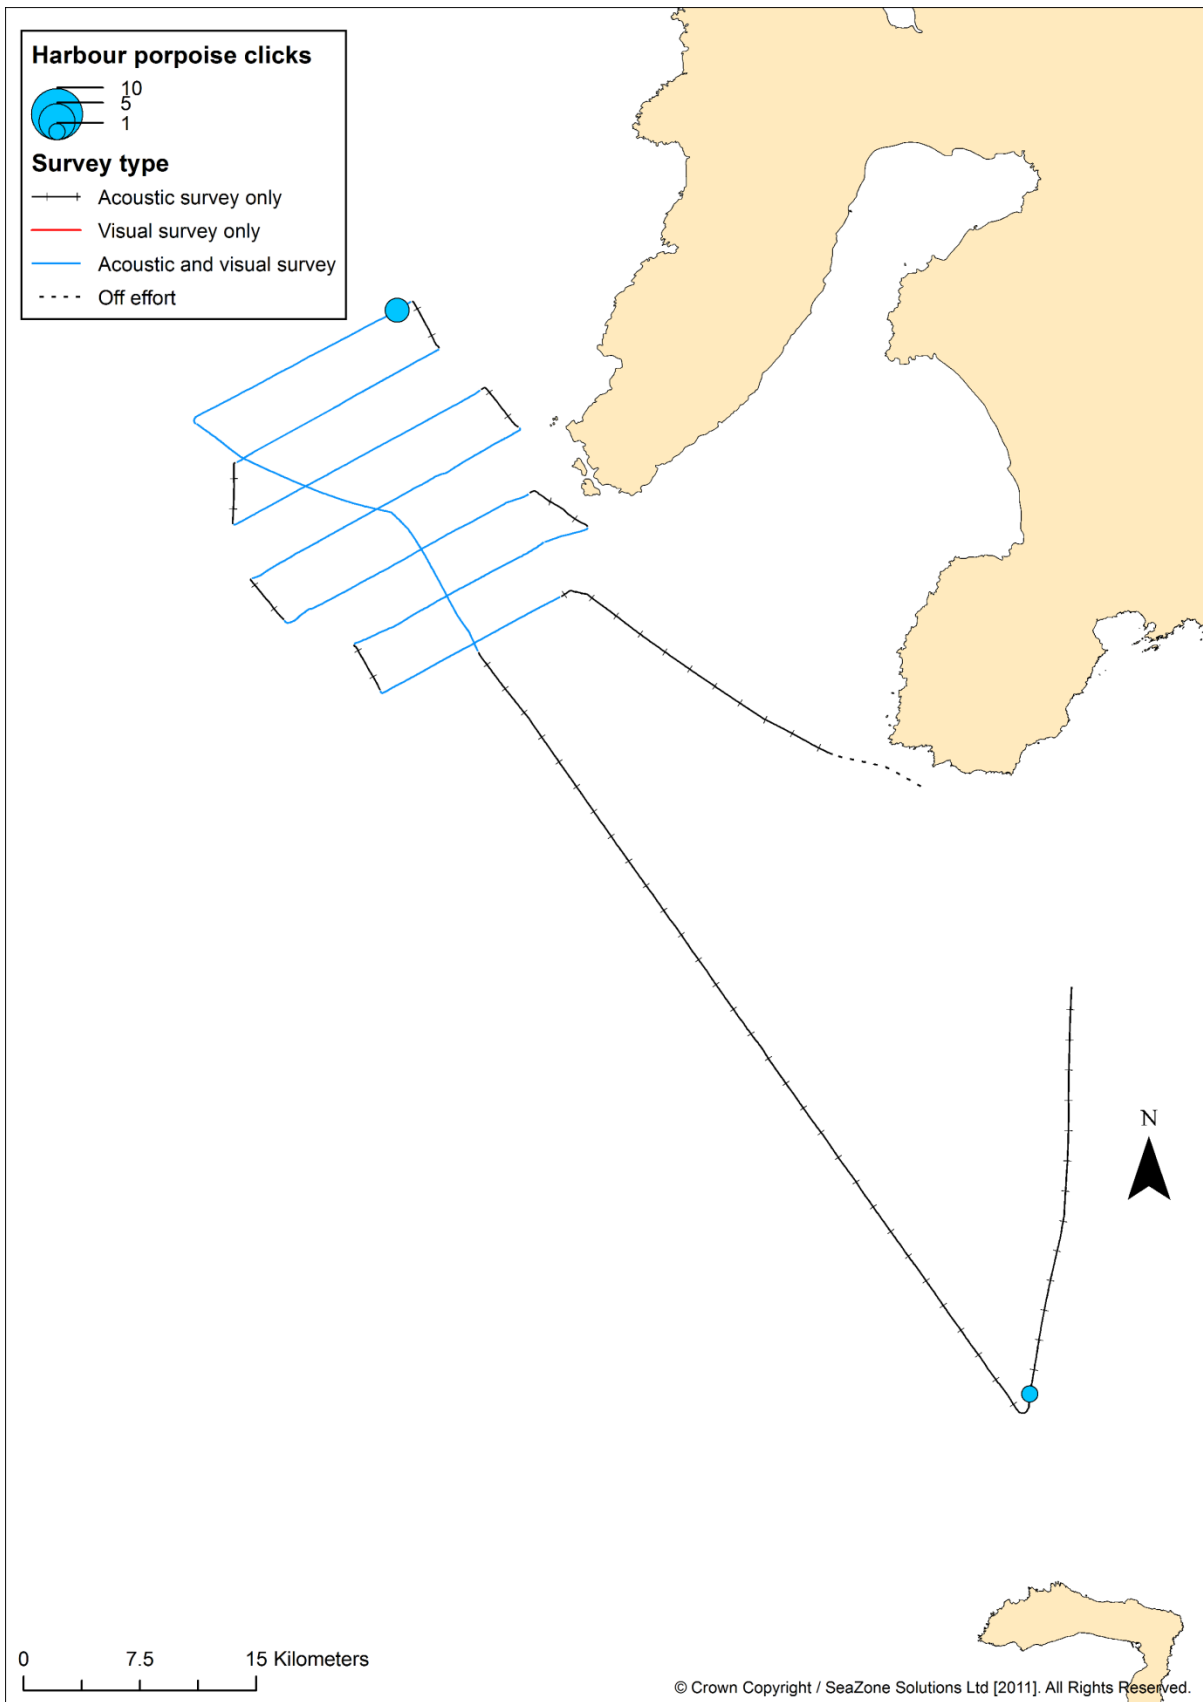 Harbour porpoise clicks
10
5
1
Survey type
Acoustic survey only
Visual survey only
Acoustic and visual survey
Off effort
N
0 7.5 15 Kilometers
© Crown Copyright / SeaZone Solutions Ltd [2011]. All Rights Reserved.